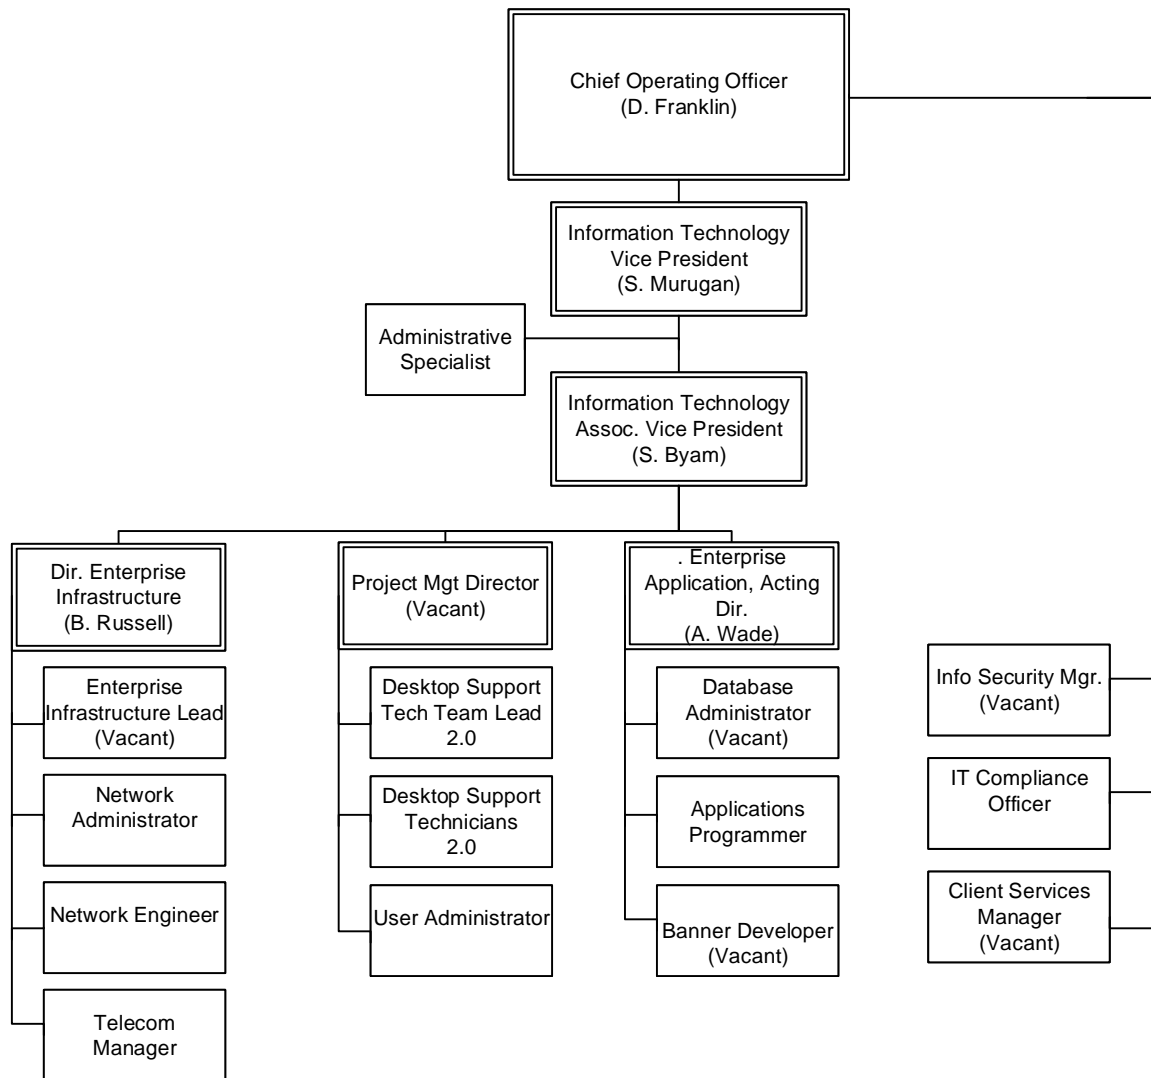 Chief Operating Officer
(D. Franklin)
Information Technology
Vice President
(S. Murugan)
Administrative
Specialist
Information Technology
Assoc. Vice President
(S. Byam)
Dir. Enterprise
Infrastructure
(B. Russell)
Enterprise
Infrastructure Lead
(Vacant)
Network
Administrator
Network Engineer
Telecom
Manager
Project Mgt Director
(Vacant)
Desktop Support
Tech Team Lead
2.0
Desktop Support
Technicians
2.0
User Administrator
. Enterprise
Application, Acting
Dir.
(A. Wade)
Database
Administrator
(Vacant)
Applications
Programmer
Banner Developer
(Vacant)
Info Security Mgr.
(Vacant)
IT Compliance
Officer
Client Services
Manager
(Vacant)